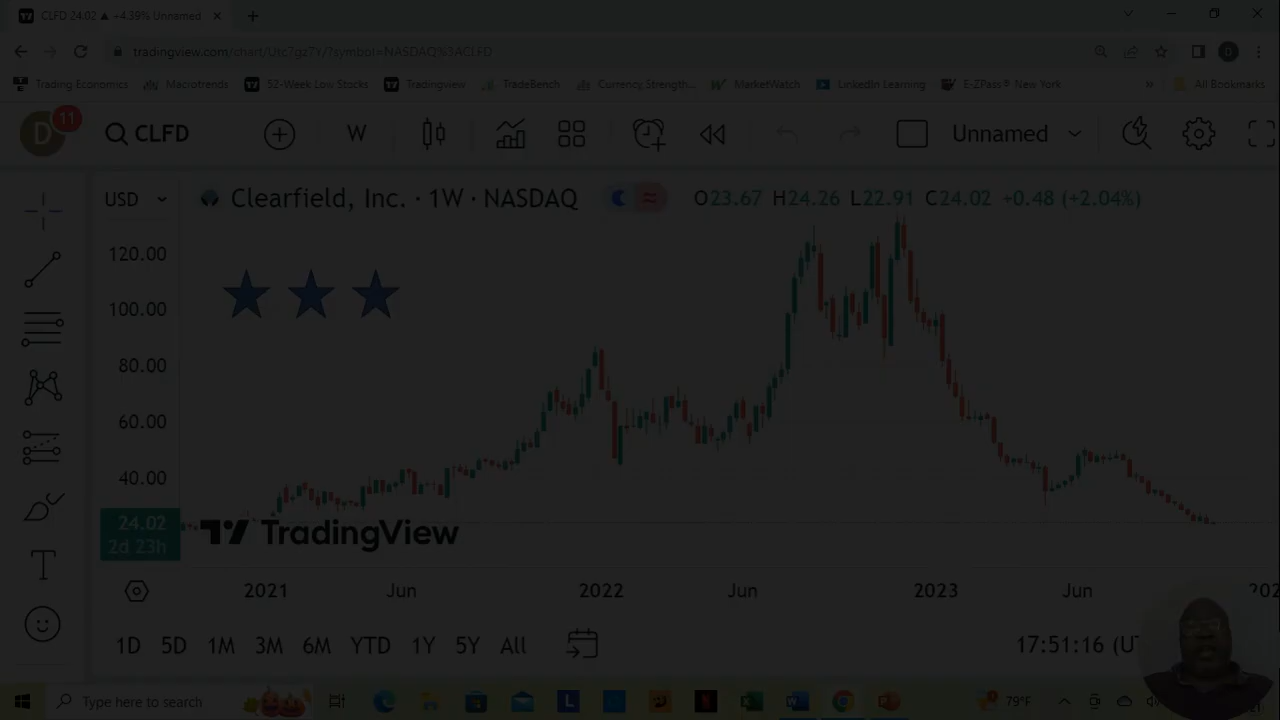 CLFD 24.02 ▲ +4.39% Unnamed
tradingview.com/chart/Utc7gz7x/?symbol=NASDAQ%3ACLFD
Trading Economics Macrotrends 52-Week Low Stocks Tradingview TradeBench Currency, Strength... MarketWatch LinkedIn Learning E-ZPass® New York » All Bookmarks
D 11 CLFD W Unnamed
USD Clearfield, Inc. · 1W · NASDAQ O23.67 H24.26 L22.91 C24.02 +0.48 (+2.04%)
120.00
100.00
80.00
60.00
40.00
24.02
2d 23h
TradingView
2021 Jun 2022 Jun 2023 Jun
1D 5D 1M 3M 6M YTD 1Y 5Y All 17:51:16
Type here to search 79°F